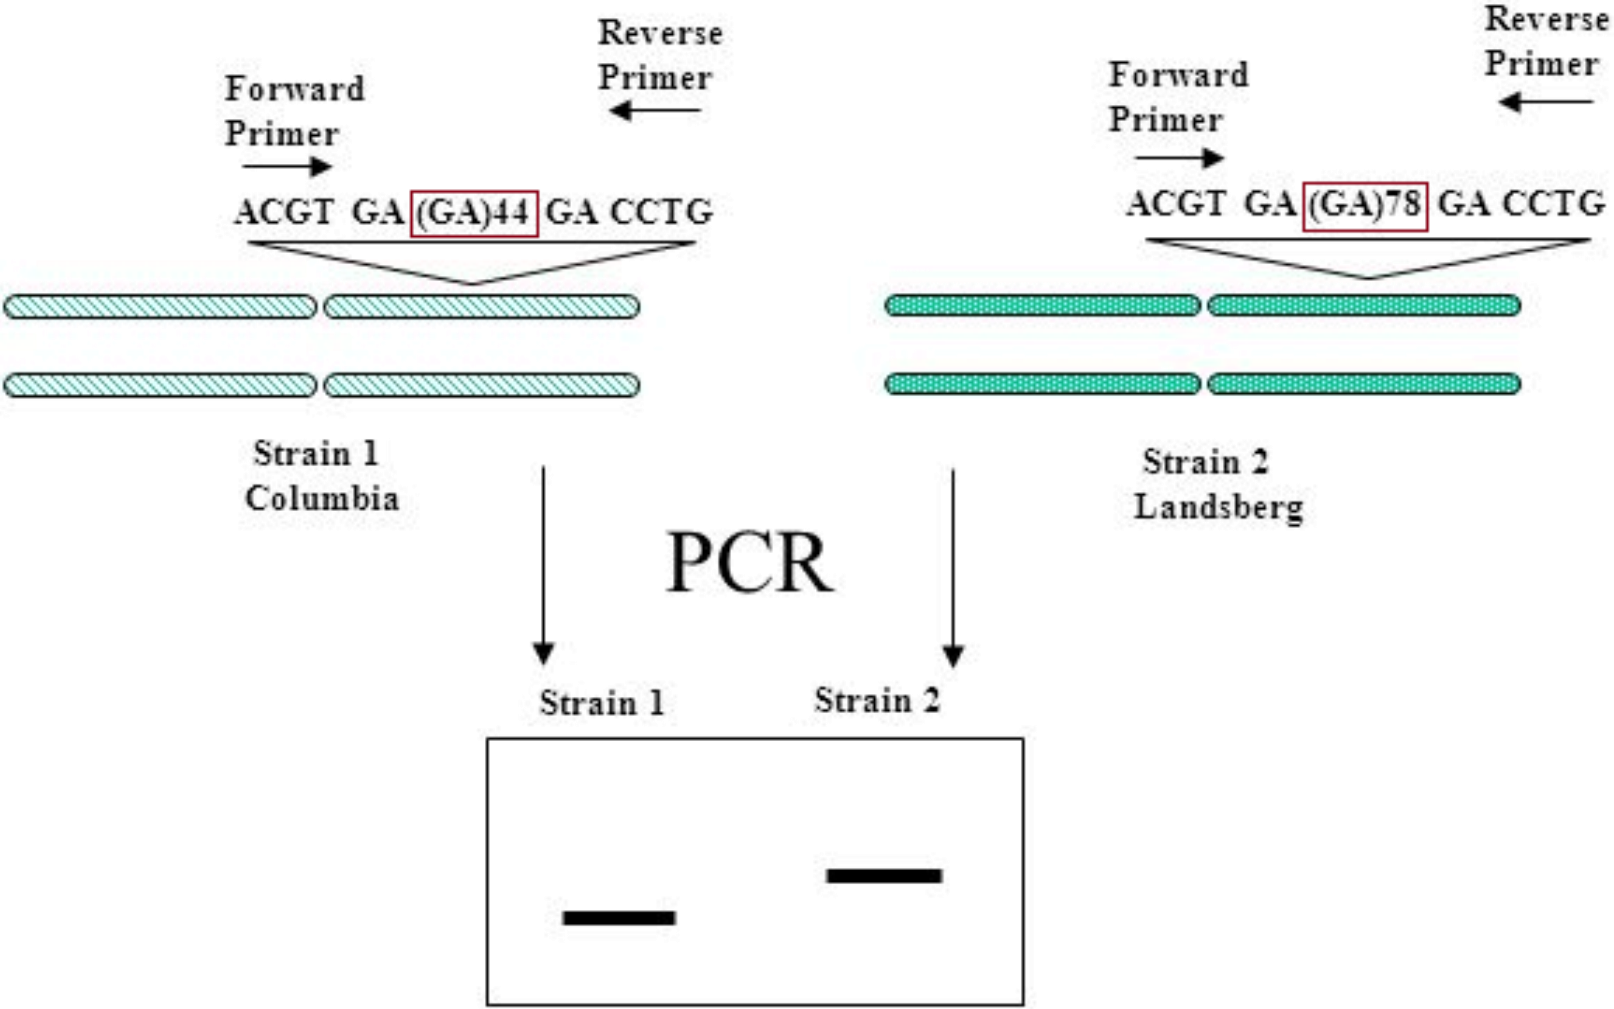 Forward
Primer
Reverse
Primer
ACGT GA (GA)44 GA CCTG
Forward
Primer
Reverse
Primer
ACGT GA (GA)78 GA CCTG
Strain 1
Columbia
Strain 2
Landsberg
PCR
Strain 1
Strain 2